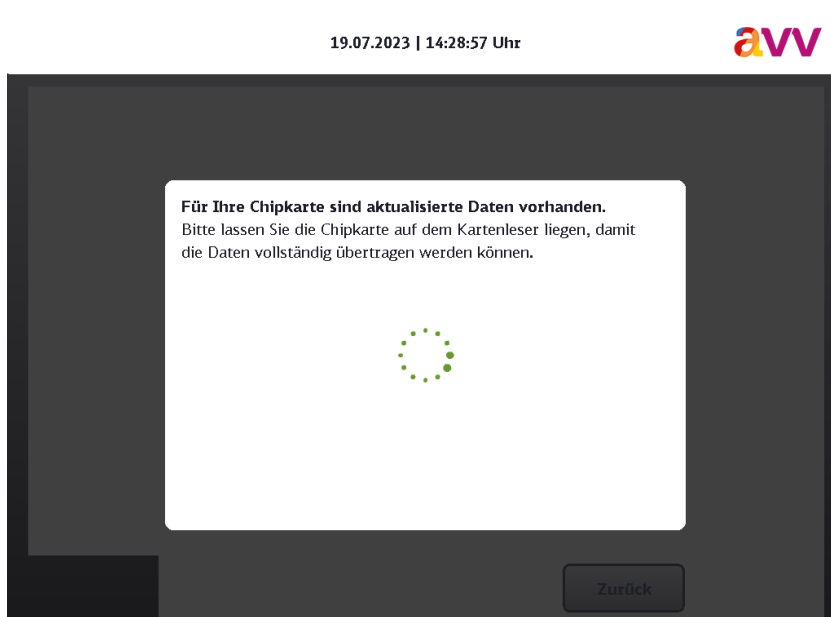 19.07.2023 | 14:28:57 Uhr
avv
Für Ihre Chipkarte sind aktualisierte Daten vorhanden.
Bitte lassen Sie die Chipkarte auf dem Kartenleser liegen, damit
die Daten vollständig übertragen werden können.
Zurück